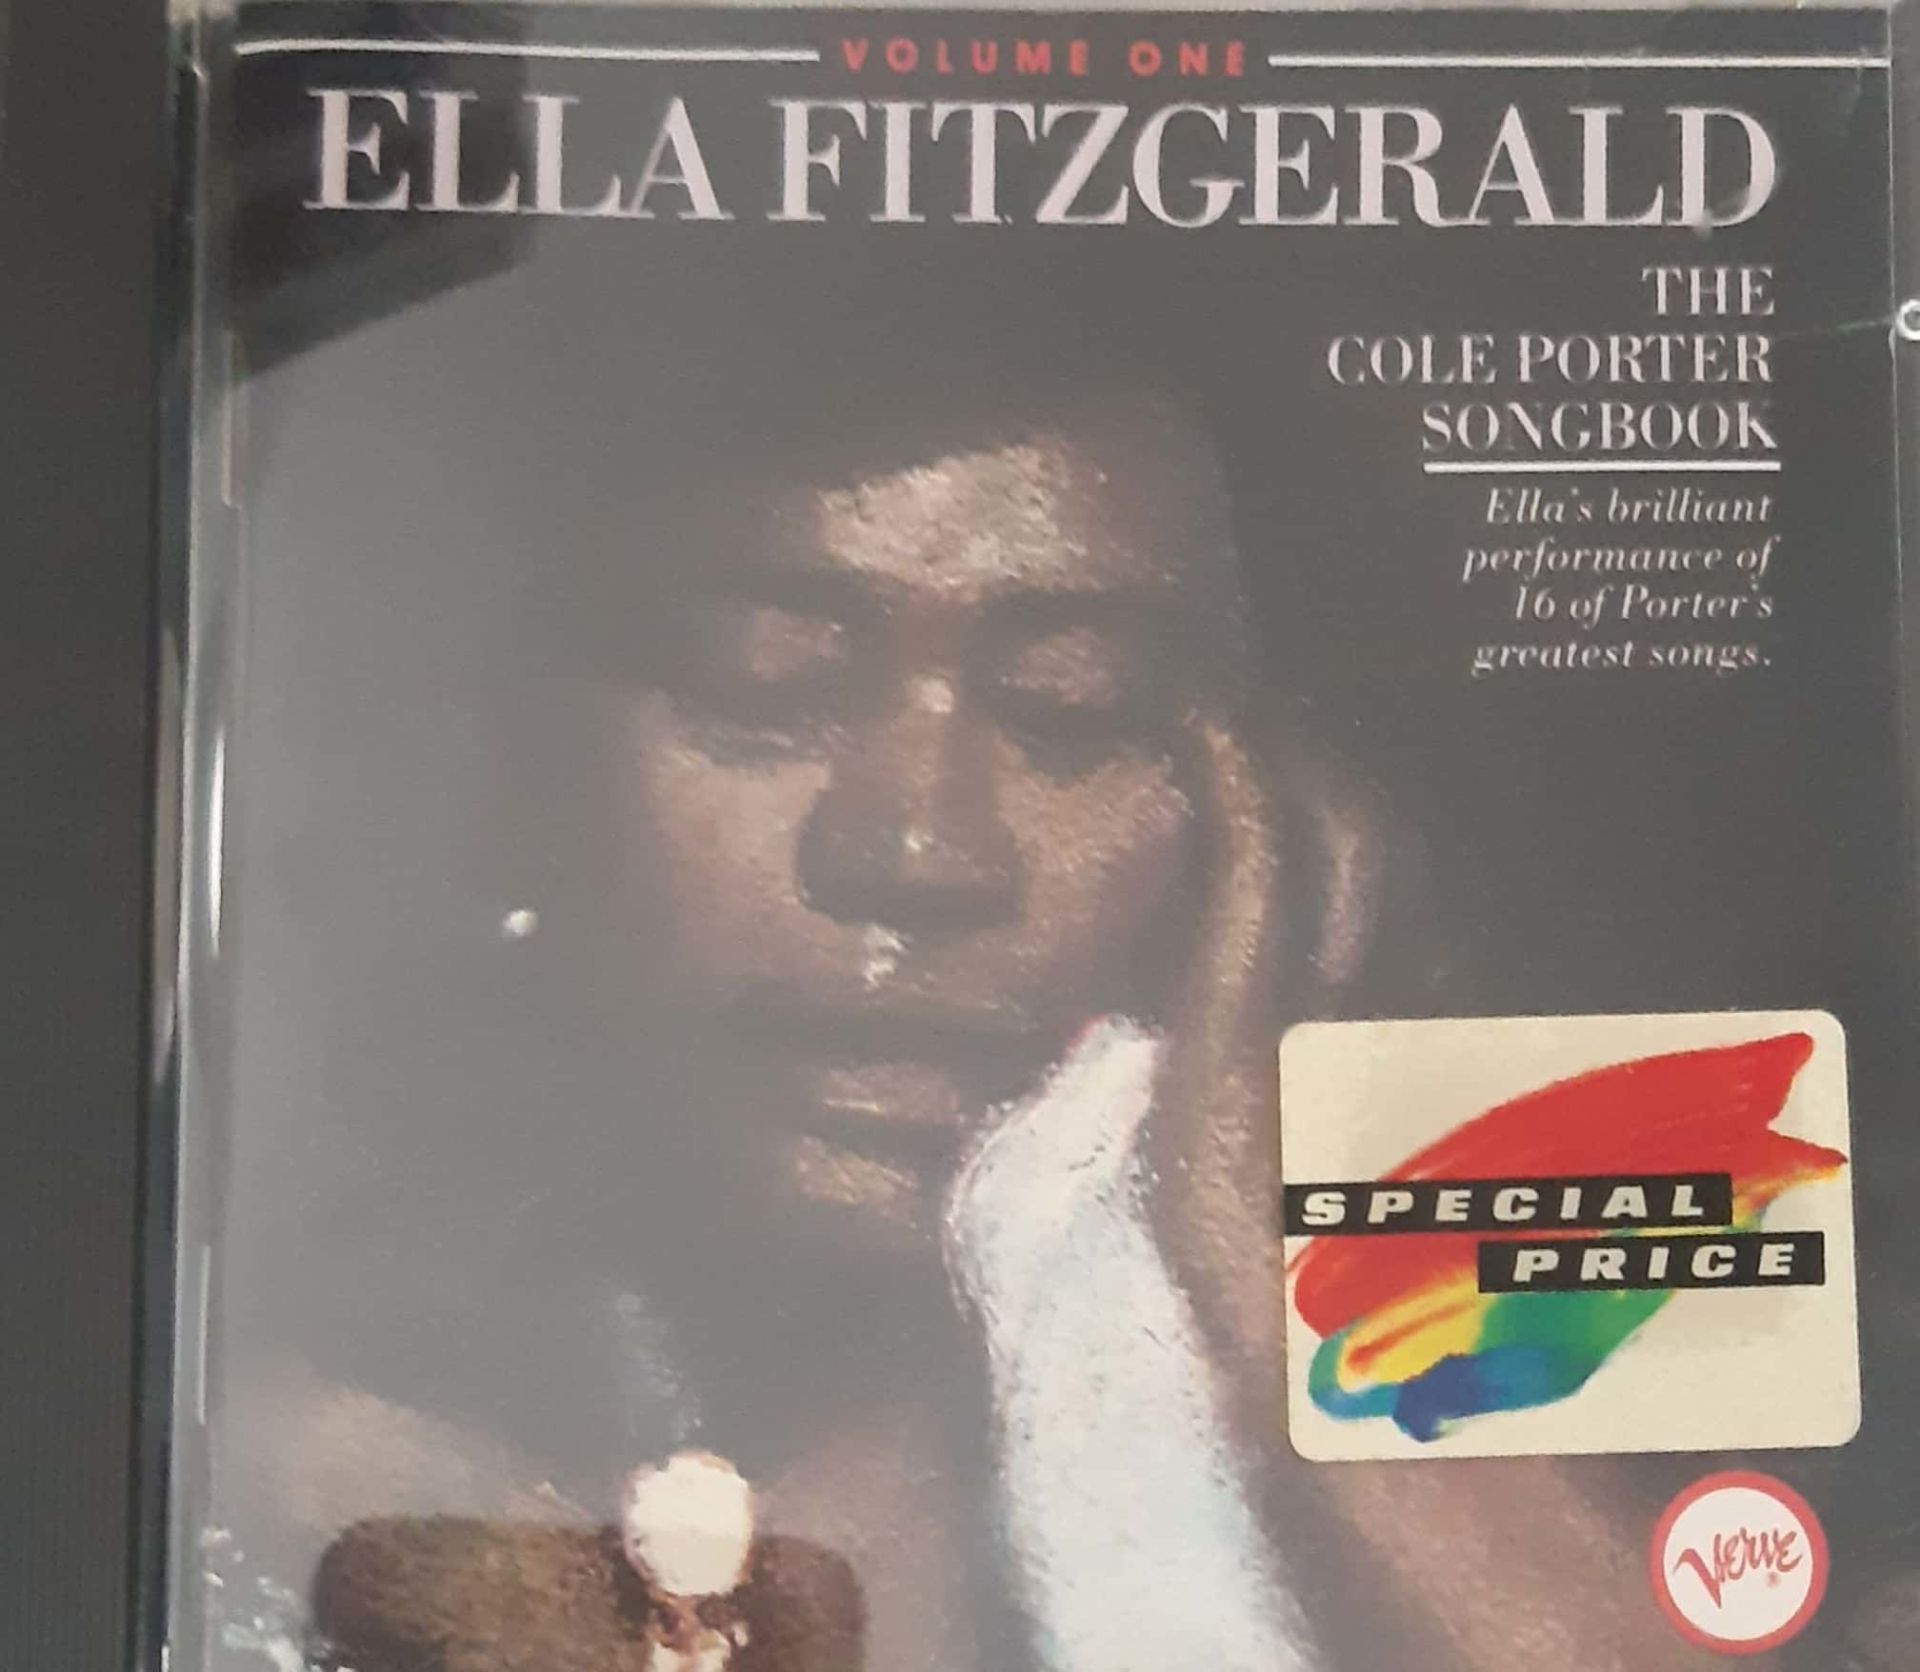 VOLUME ONE
ELLA FITZGERALD
THE
COLE PORTER
SONGBOOK
Ella's brilliant
performance of
16 of Porter's
greatest songs.
SPECIAL
PRICE
Verve